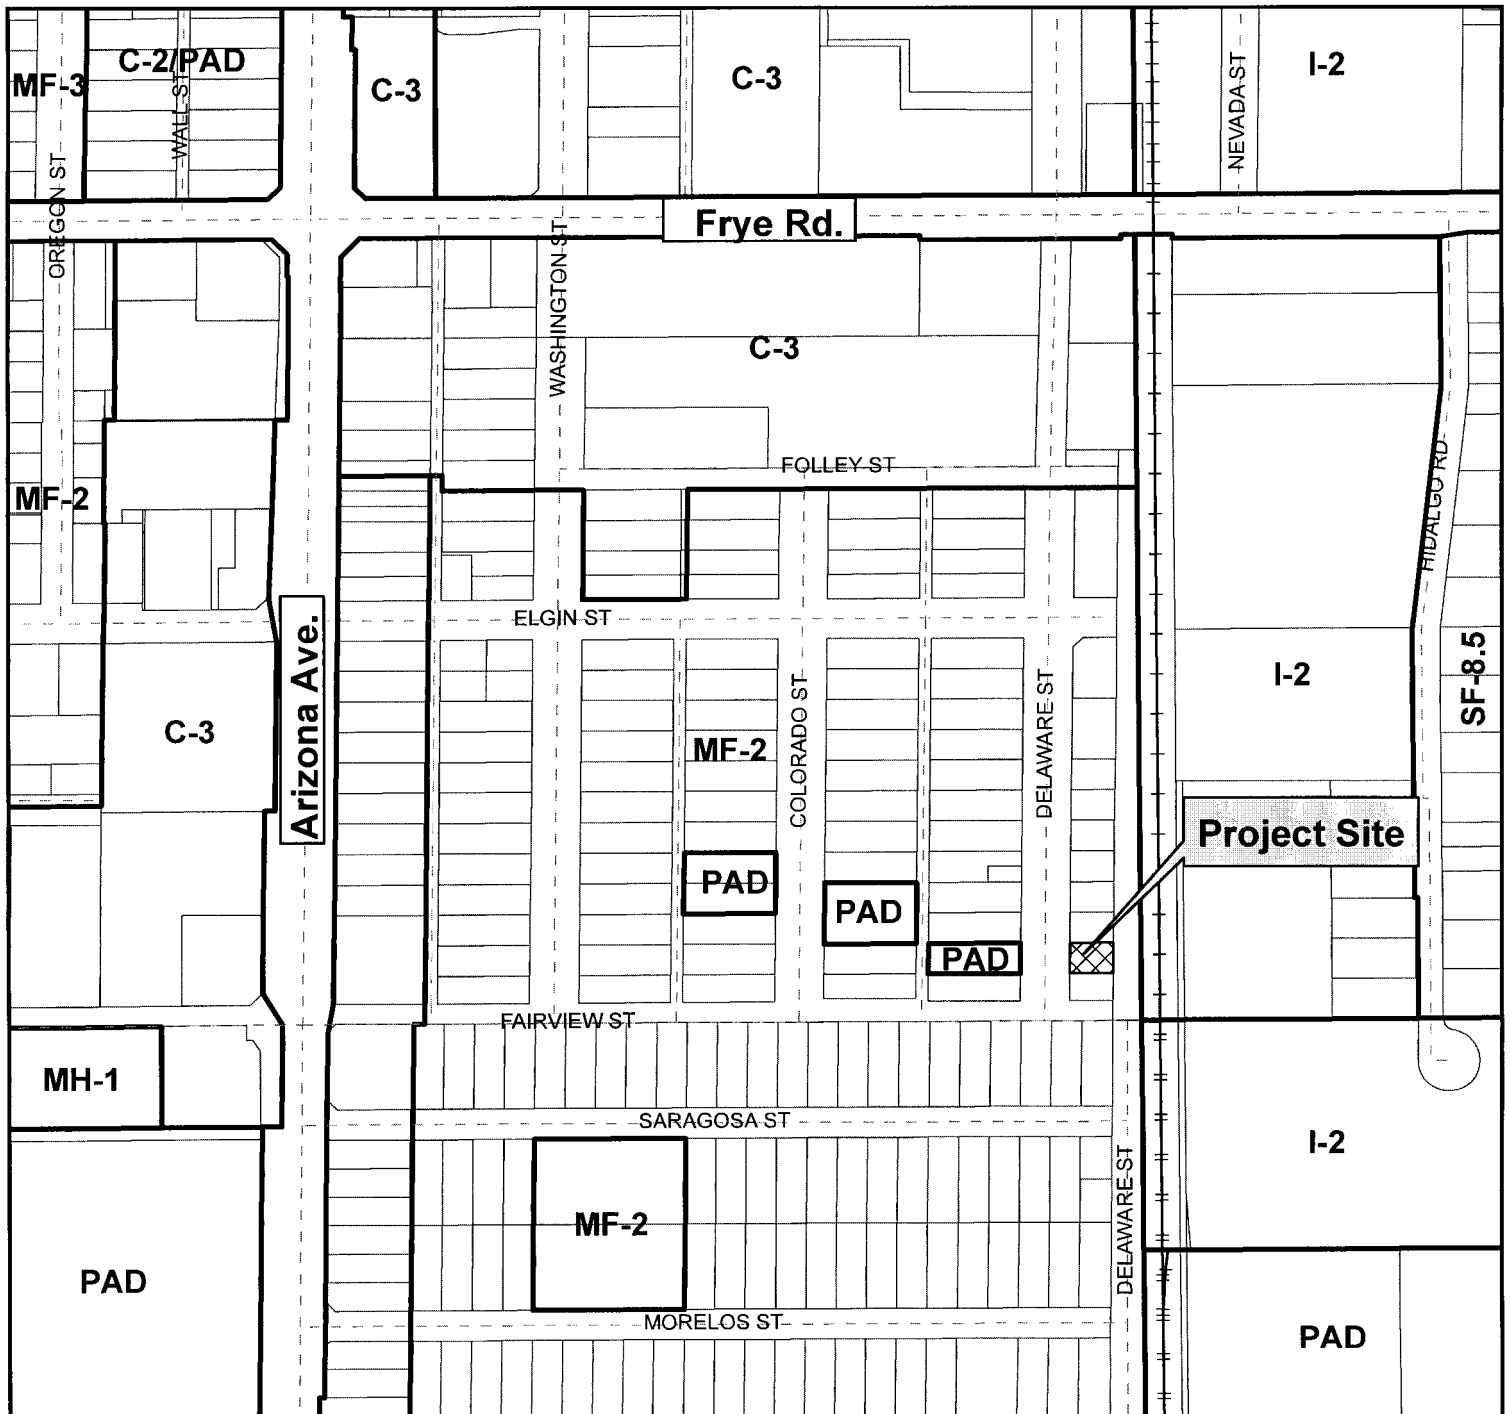 C-2/PAD
MF-3
WALL ST
C-3
C-3
NEVADA ST
I-2
OREGON ST
Frye Rd.
WASHINGTON ST
C-3
FOLLEY ST
MF-2
HIDALGO RD
ELGIN ST
Arizona Ave.
C-3
MF-2
COLORADO ST
DELAWARE ST
I-2
SF-8.5
Project Site
PAD
PAD
PAD
FAIRVIEW ST
MH-1
SARAGOSA ST
I-2
DELAWARE ST
MF-2
PAD
MORELOS ST
PAD